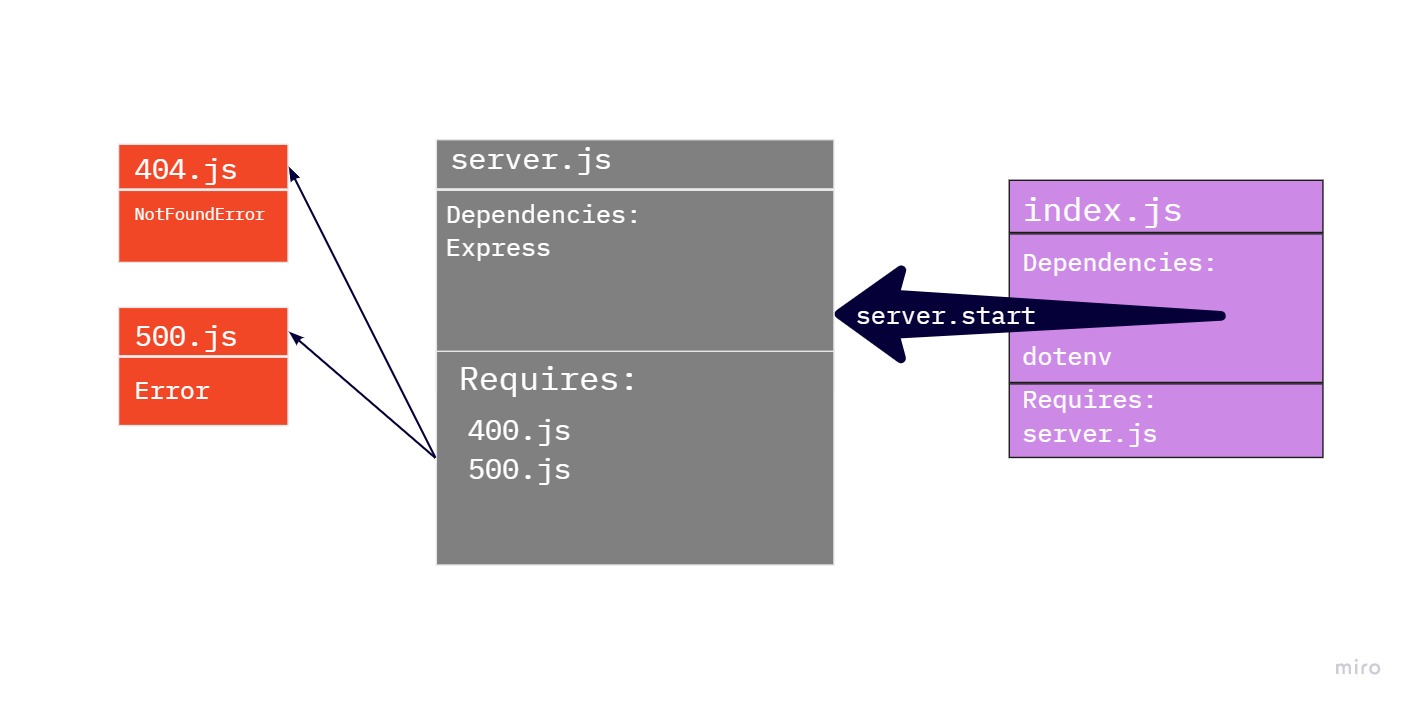 404.js
NotFoundError
500.js
Error
server.js
Dependencies:
Express
Requires:
400.js
500.js
server.start
index.js
Dependencies:
dotenv
Requires:
server.js
miro